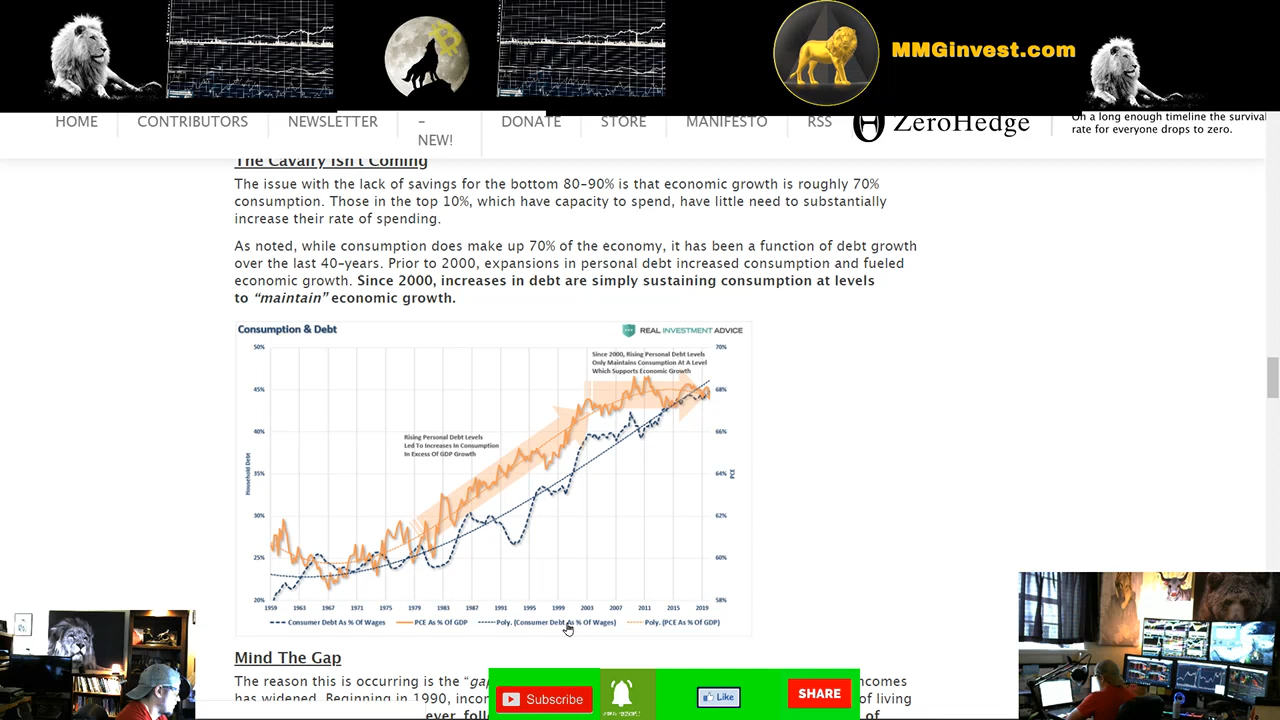 MMGinvest.com
HOME
CONTRIBUTORS
NEWSLETTER
–
NEW!
DONATE
STORE
MANIFESTO
RSS
ZeroHedge
On a long enough timeline the survival
rate for everyone drops to zero.
The Cavalry Isn't Coming
The issue with the lack of savings for the bottom 80-90% is that economic growth is roughly 70%
consumption. Those in the top 10%, which have capacity to spend, have little need to substantially
increase their rate of spending.
As noted, while consumption does make up 70% of the economy, it has been a function of debt growth
over the last 40-years. Prior to 2000, expansions in personal debt increased consumption and fueled
economic growth. Since 2000, increases in debt are simply sustaining consumption at levels
to "maintain" economic growth.
Consumption & Debt
REAL INVESTMENT ADVICE
50%
45%
40%
35%
30%
25%
20%
Household Debt
Since 2000, Rising Personal Debt Levels
Only Maintains Consumption At A Level
Which Supports Economic Growth
Rising Personal Debt Levels
Led To Increases In Consumption
In Excess Of GDP Growth
70%
68%
66%
64%
62%
60%
58%
PCE
1959 1963 1967 1971 1975 1979 1983 1987 1991 1995 1999 2003 2007 2011 2015 2019
Consumer Debt As % Of Wages
PCE As % Of GDP
Poly. (Consumer Debt As % Of Wages)
Poly. (PCE As % Of GDP)
Mind The Gap
The reason this is occurring is the "
comes
has widened. Beginning in 1990,
of living
of
Subscribe
Like
SHARE